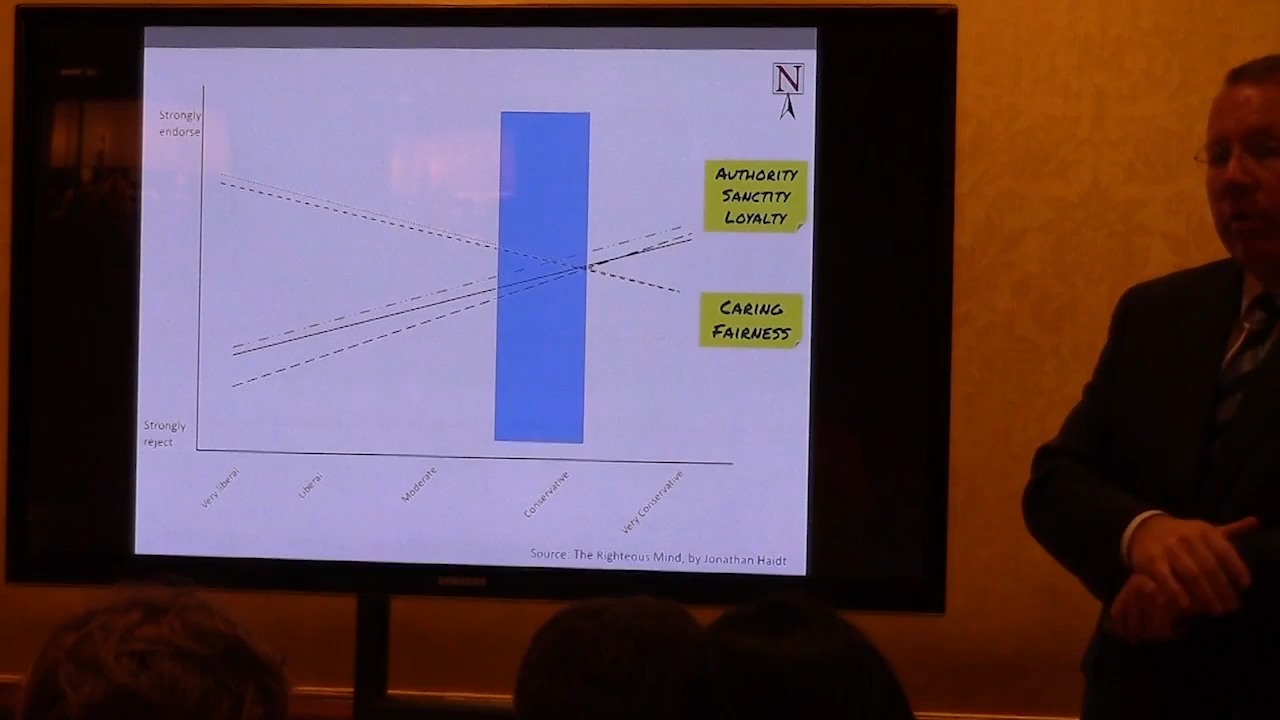 N
Strongly
endorse
AUTHORITY
SANCTITY
LOYALTY
CARING
FAIRNESS
Strongly
reject
Very liberal
Liberal
Moderate
Conservative
Very Conservative
Source: The Righteous Mind, by Jonathan Haidt
SAMSUNG